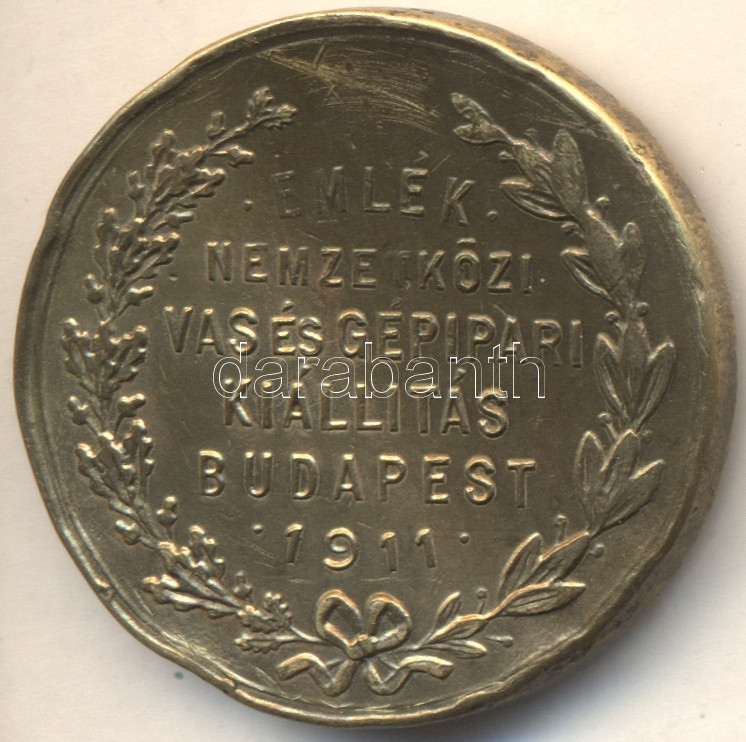 · EMLÉK ·
NEMZETKÖZI
VAS ÉS GÉPIPARI
darabanth
KIÁLLITÁS
BUDAPEST
· 1911 ·